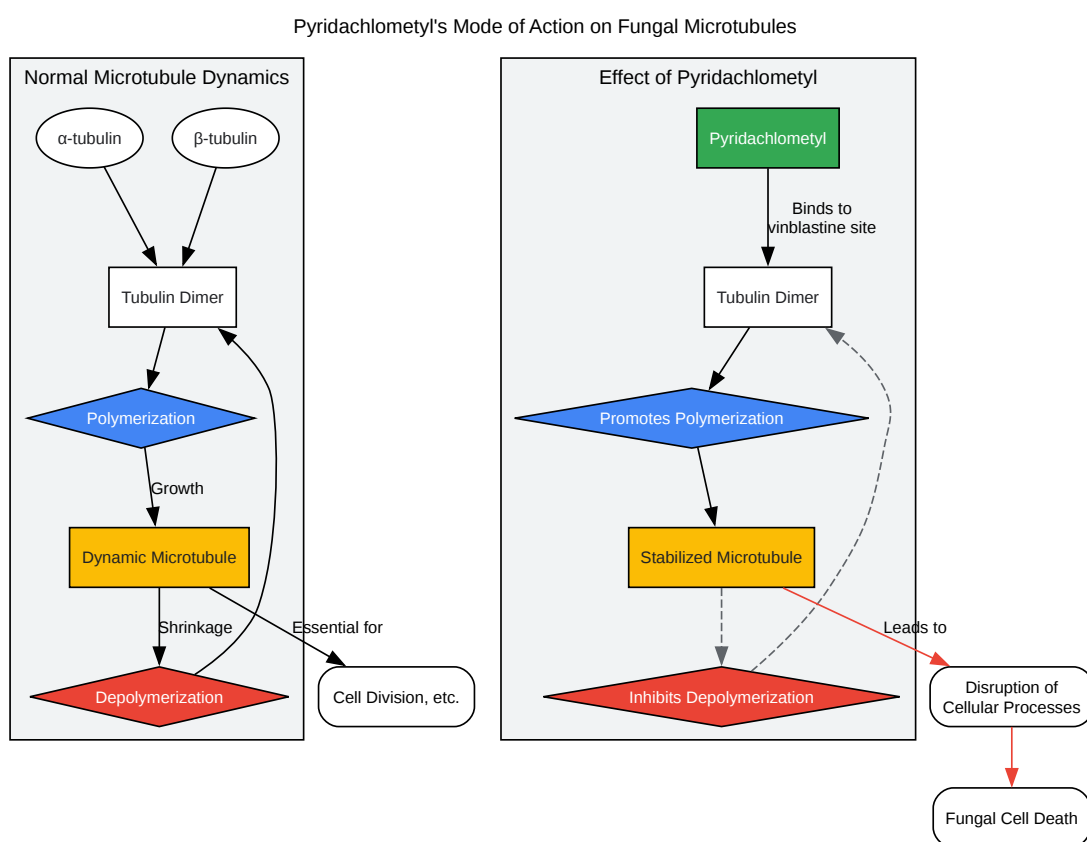 Pyridachlometyl's Mode of Action on Fungal Microtubules
Normal Microtubule Dynamics
α-tubulin
β-tubulin
Tubulin Dimer
Polymerization
Growth
Dynamic Microtubule
Shrinkage
Essential for
Depolymerization
Cell Division, etc.
Effect of Pyridachlometyl
Pyridachlometyl
Binds to
vinblastine site
Tubulin Dimer
Promotes Polymerization
Stabilized Microtubule
Leads to
Inhibits Depolymerization
Disruption of
Cellular Processes
Fungal Cell Death